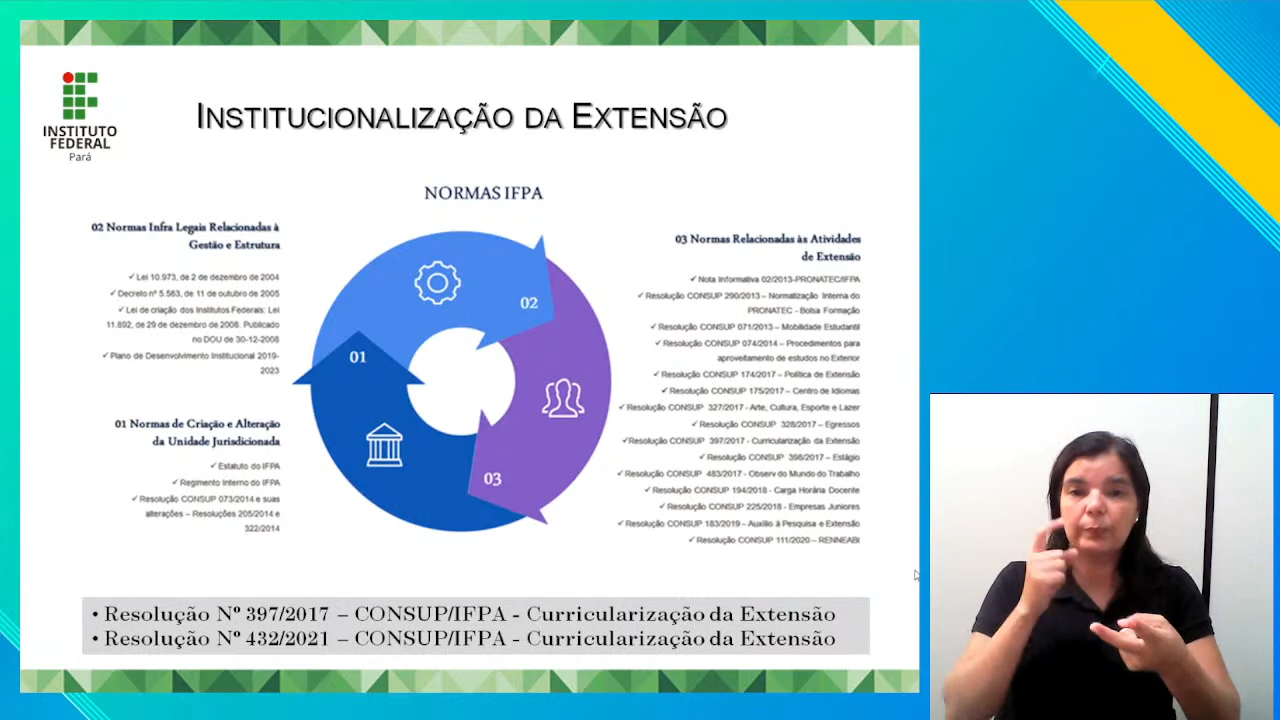 INSTITUTO
FEDERAL
Pará
INSTITUCIONALIZAÇÃO DA EXTENSÃO
NORMAS IFPA
02 Normas Infra Legais Relacionadas à
Gestão e Estrutura
✓Lei 10.973, de 2 de dezembro de 2004
✓Decreto nº 5.563, de 11 de outubro de 2005
✓Lei de criação dos Institutos Federais: Lei
11.892, de 29 de dezembro de 2008. Publicado
no DOU de 30-12-2008
✓Plano de Desenvolvimento Institucional 2019-
2023
01 Normas de Criação e Alteração
da Unidade Jurisdicionada
✓Estatuto do IFPA
✓Regimento Interno do IFPA
✓Resolução CONSUP 073/2014 e suas
alterações – Resoluções 205/2014 e
322/2014
02
01
03
03 Normas Relacionadas às Atividades
de Extensão
✓Nota Informativa 02/2013-PRONATEC/IFPA
✓Resolução CONSUP 290/2013 – Normatização Interna do
PRONATEC - Bolsa Formação
✓Resolução CONSUP 071/2013 – Mobilidade Estudantil
✓Resolução CONSUP 074/2014 – Procedimentos para
aproveitamento de estudos no Exterior
✓Resolução CONSUP 174/2017 – Política de Extensão
✓Resolução CONSUP 175/2017 – Centro de Idiomas
✓Resolução CONSUP 327/2017 - Arte, Cultura, Esporte e Lazer
✓Resolução CONSUP 328/2017 – Egressos
✓Resolução CONSUP 397/2017 - Curricularização da Extensão
✓Resolução CONSUP 398/2017 – Estágio
✓Resolução CONSUP 483/2017 - Observ do Mundo do Trabalho
✓Resolução CONSUP 194/2018 - Carga Horária Docente
✓Resolução CONSUP 225/2018 - Empresas Juniores
✓Resolução CONSUP 183/2019 – Auxílio à Pesquisa e Extensão
✓Resolução CONSUP 111/2020 – RENNEABI
• Resolução Nº 397/2017 – CONSUP/IFPA - Curricularização da Extensão
• Resolução Nº 432/2021 – CONSUP/IFPA - Curricularização da Extensão